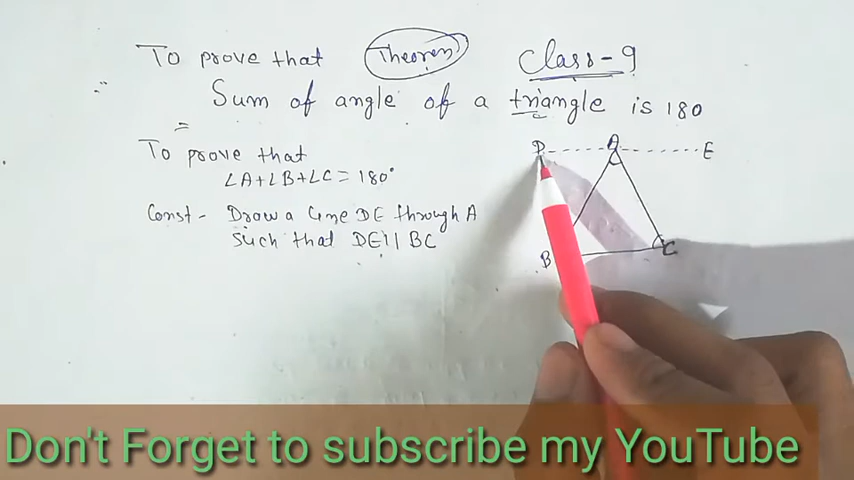 To prove that Theorem Class-9
Sum of angle of a triangle is 180
To prove that
∠A+∠B+∠C=180°
Const- Draw a line DE through A
such that DE || BC
D A E
B C
Don't Forget to subscribe my YouTube